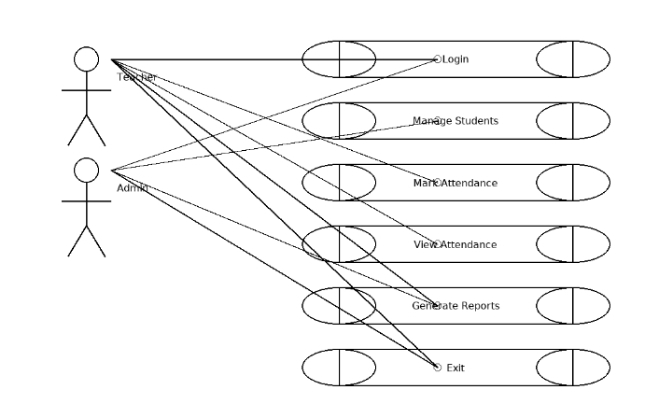 Login
Teacher
Manage Students
Mark Attendance
Admin
View Attendance
Generate Reports
Exit